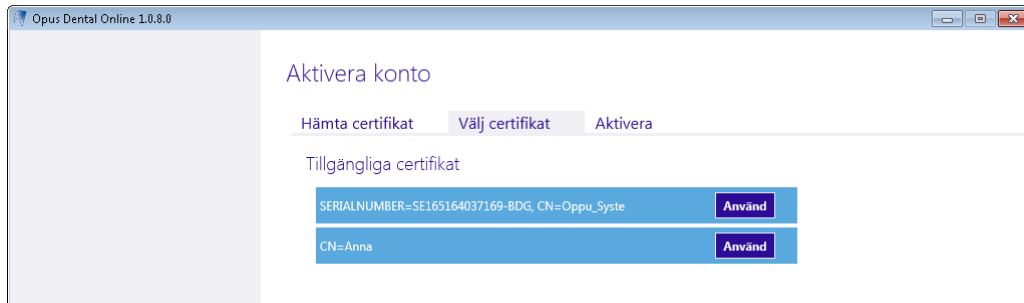 Opus Dental Online 1.0.8.0
Aktivera konto
Hämta certifikat Välj certifikat Aktivera
Tillgängliga certifikat
SERIALNUMBER=SE165164037169-BDG, CN=Oppu_Syste Använd
CN=Anna Använd